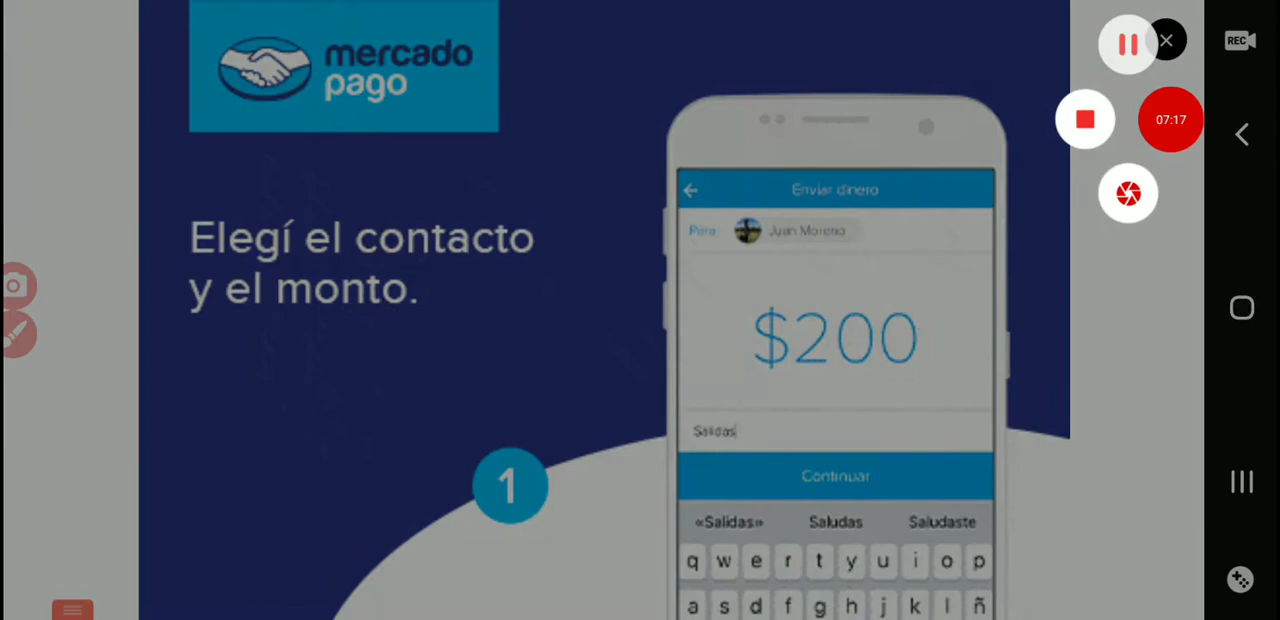 mercado
pago
Elegí el contacto
y el monto.
1
Enviar dinero
Para Juan Moreno
$200
Salidas
Continuar
«Salidas» Saludas Saludaste
q w e r t y u i o p
a s d f g h j k l ñ
07:17
REC